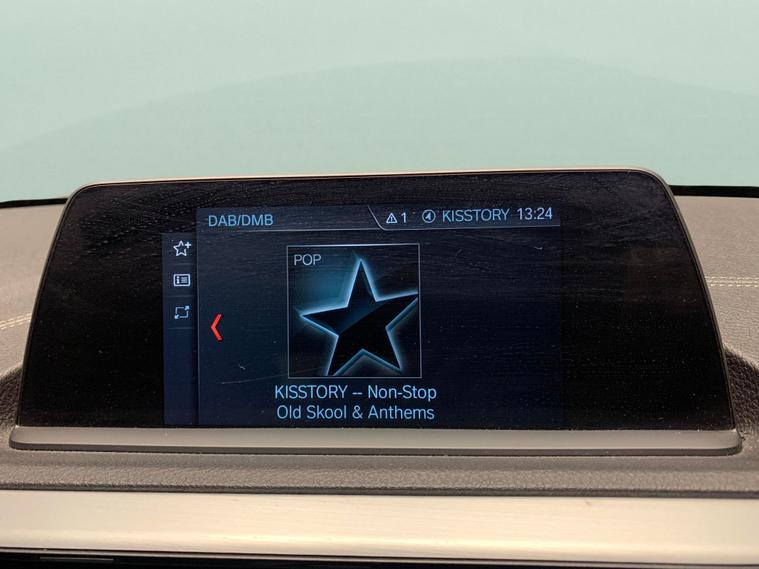 DAB/DMB
1 KISSTORY 13:24
POP
KISSTORY -- Non-Stop
Old Skool & Anthems